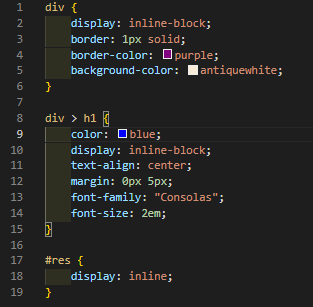 1 div {
2     display: inline-block;
3     border: 1px solid;
4     border-color: purple;
5     background-color: antiquewhite;
6 }
7
8 div > h1 {
9     color: blue;
10     display: inline-block;
11     text-align: center;
12     margin: 0px 5px;
13     font-family: "Consolas";
14     font-size: 2em;
15 }
16
17 #res {
18     display: inline;
19 }